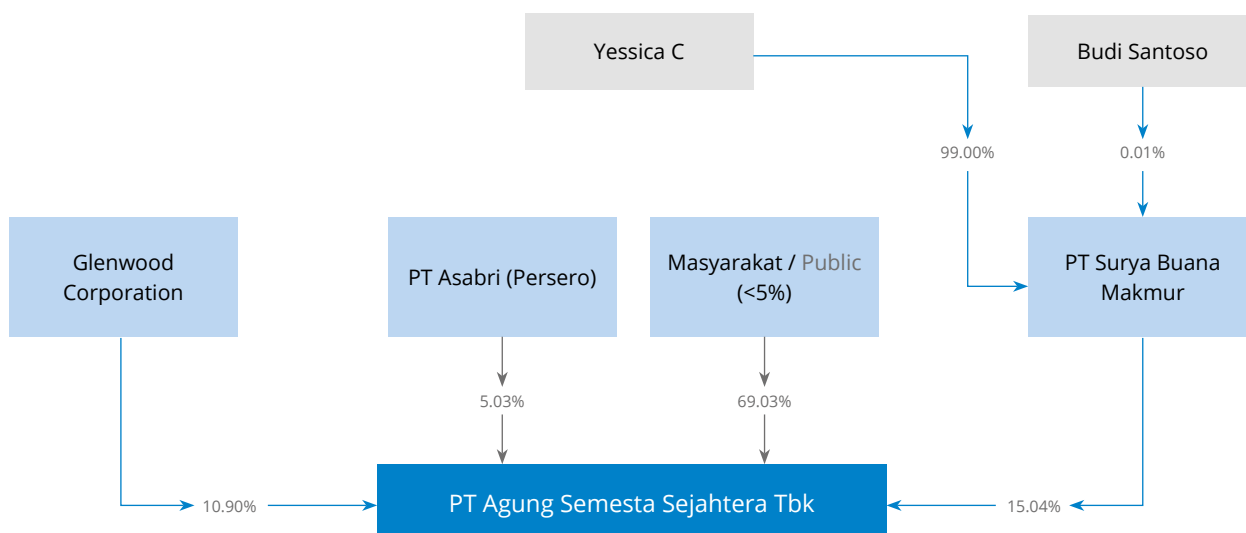 Yessica C
Budi Santoso
99.00%
0.01%
Glenwood
Corporation
PT Asabri (Persero)
Masyarakat / Public
(<5%)
PT Surya Buana
Makmur
5.03%
69.03%
PT Agung Semesta Sejahtera Tbk
10.90%
15.04%